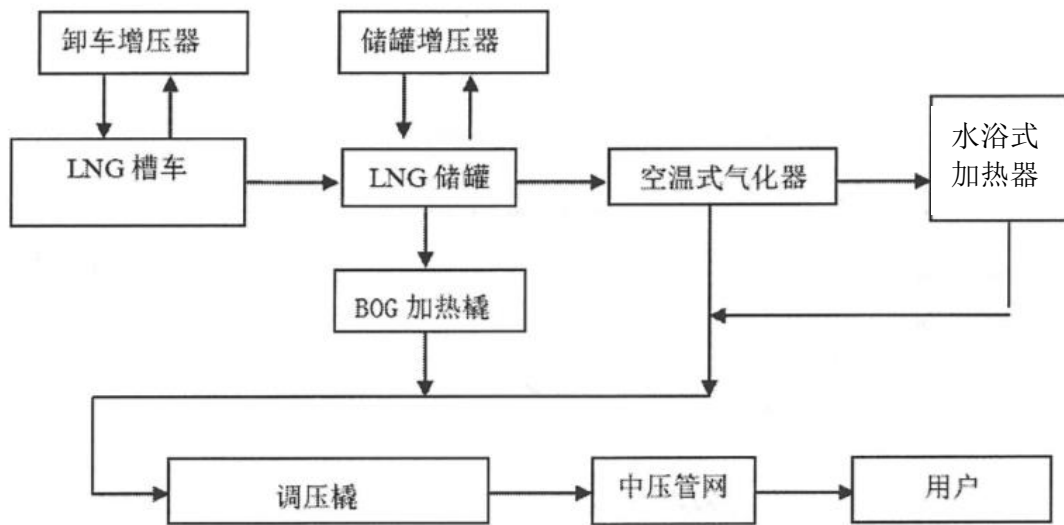 卸车增压器
储罐增压器
LNG 槽车
LNG 储罐
空温式气化器
水浴式
加热器
BOG 加热橇
调压橇
中压管网
用户